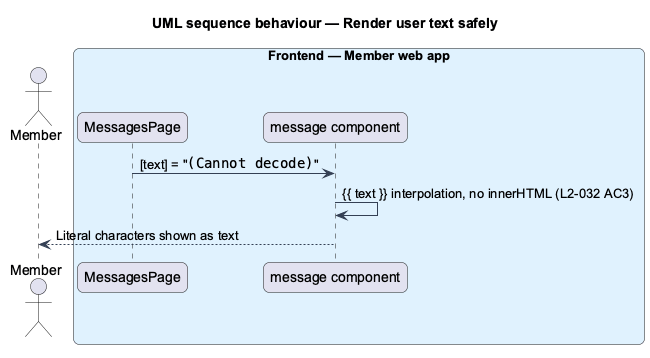 UML sequence behaviour — Render user text safely
Frontend — Member web app
Member
MessagesPage
message component
[text] = "(Cannot decode)"
{{ text }} interpolation, no innerHTML (L2-032 AC3)
Literal characters shown as text
Member
MessagesPage
message component